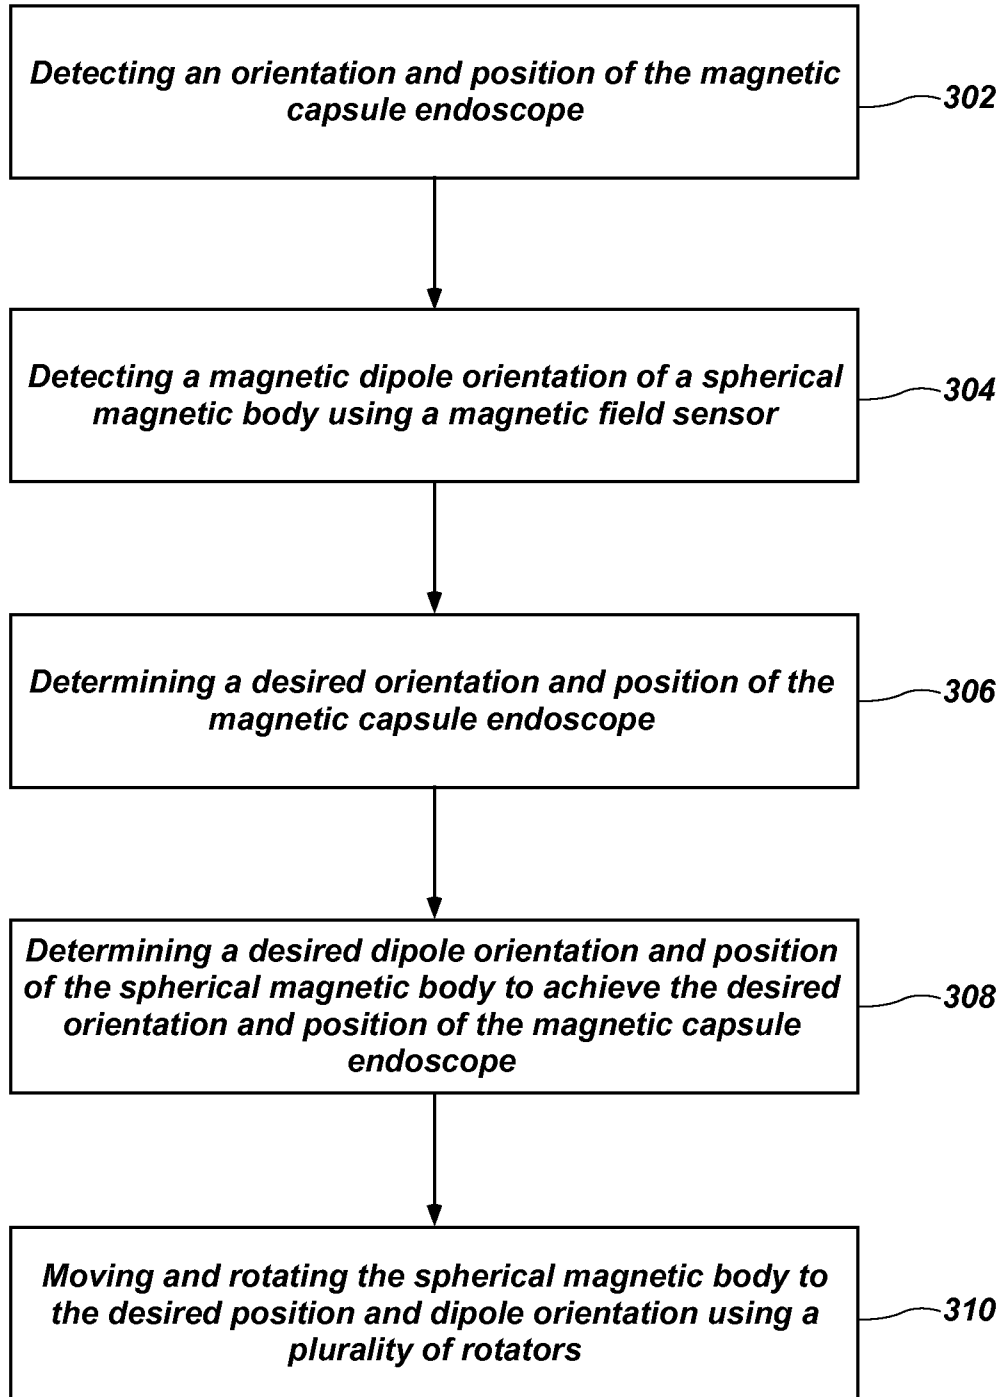 Detecting an orientation and position of the magnetic
capsule endoscope
302
Detecting a magnetic dipole orientation of a spherical
magnetic body using a magnetic field sensor
304
Determining a desired orientation and position of the
magnetic capsule endoscope
306
Determining a desired dipole orientation and position
of the spherical magnetic body to achieve the desired
orientation and position of the magnetic capsule
endoscope
308
Moving and rotating the spherical magnetic body to
the desired position and dipole orientation using a
plurality of rotators
310